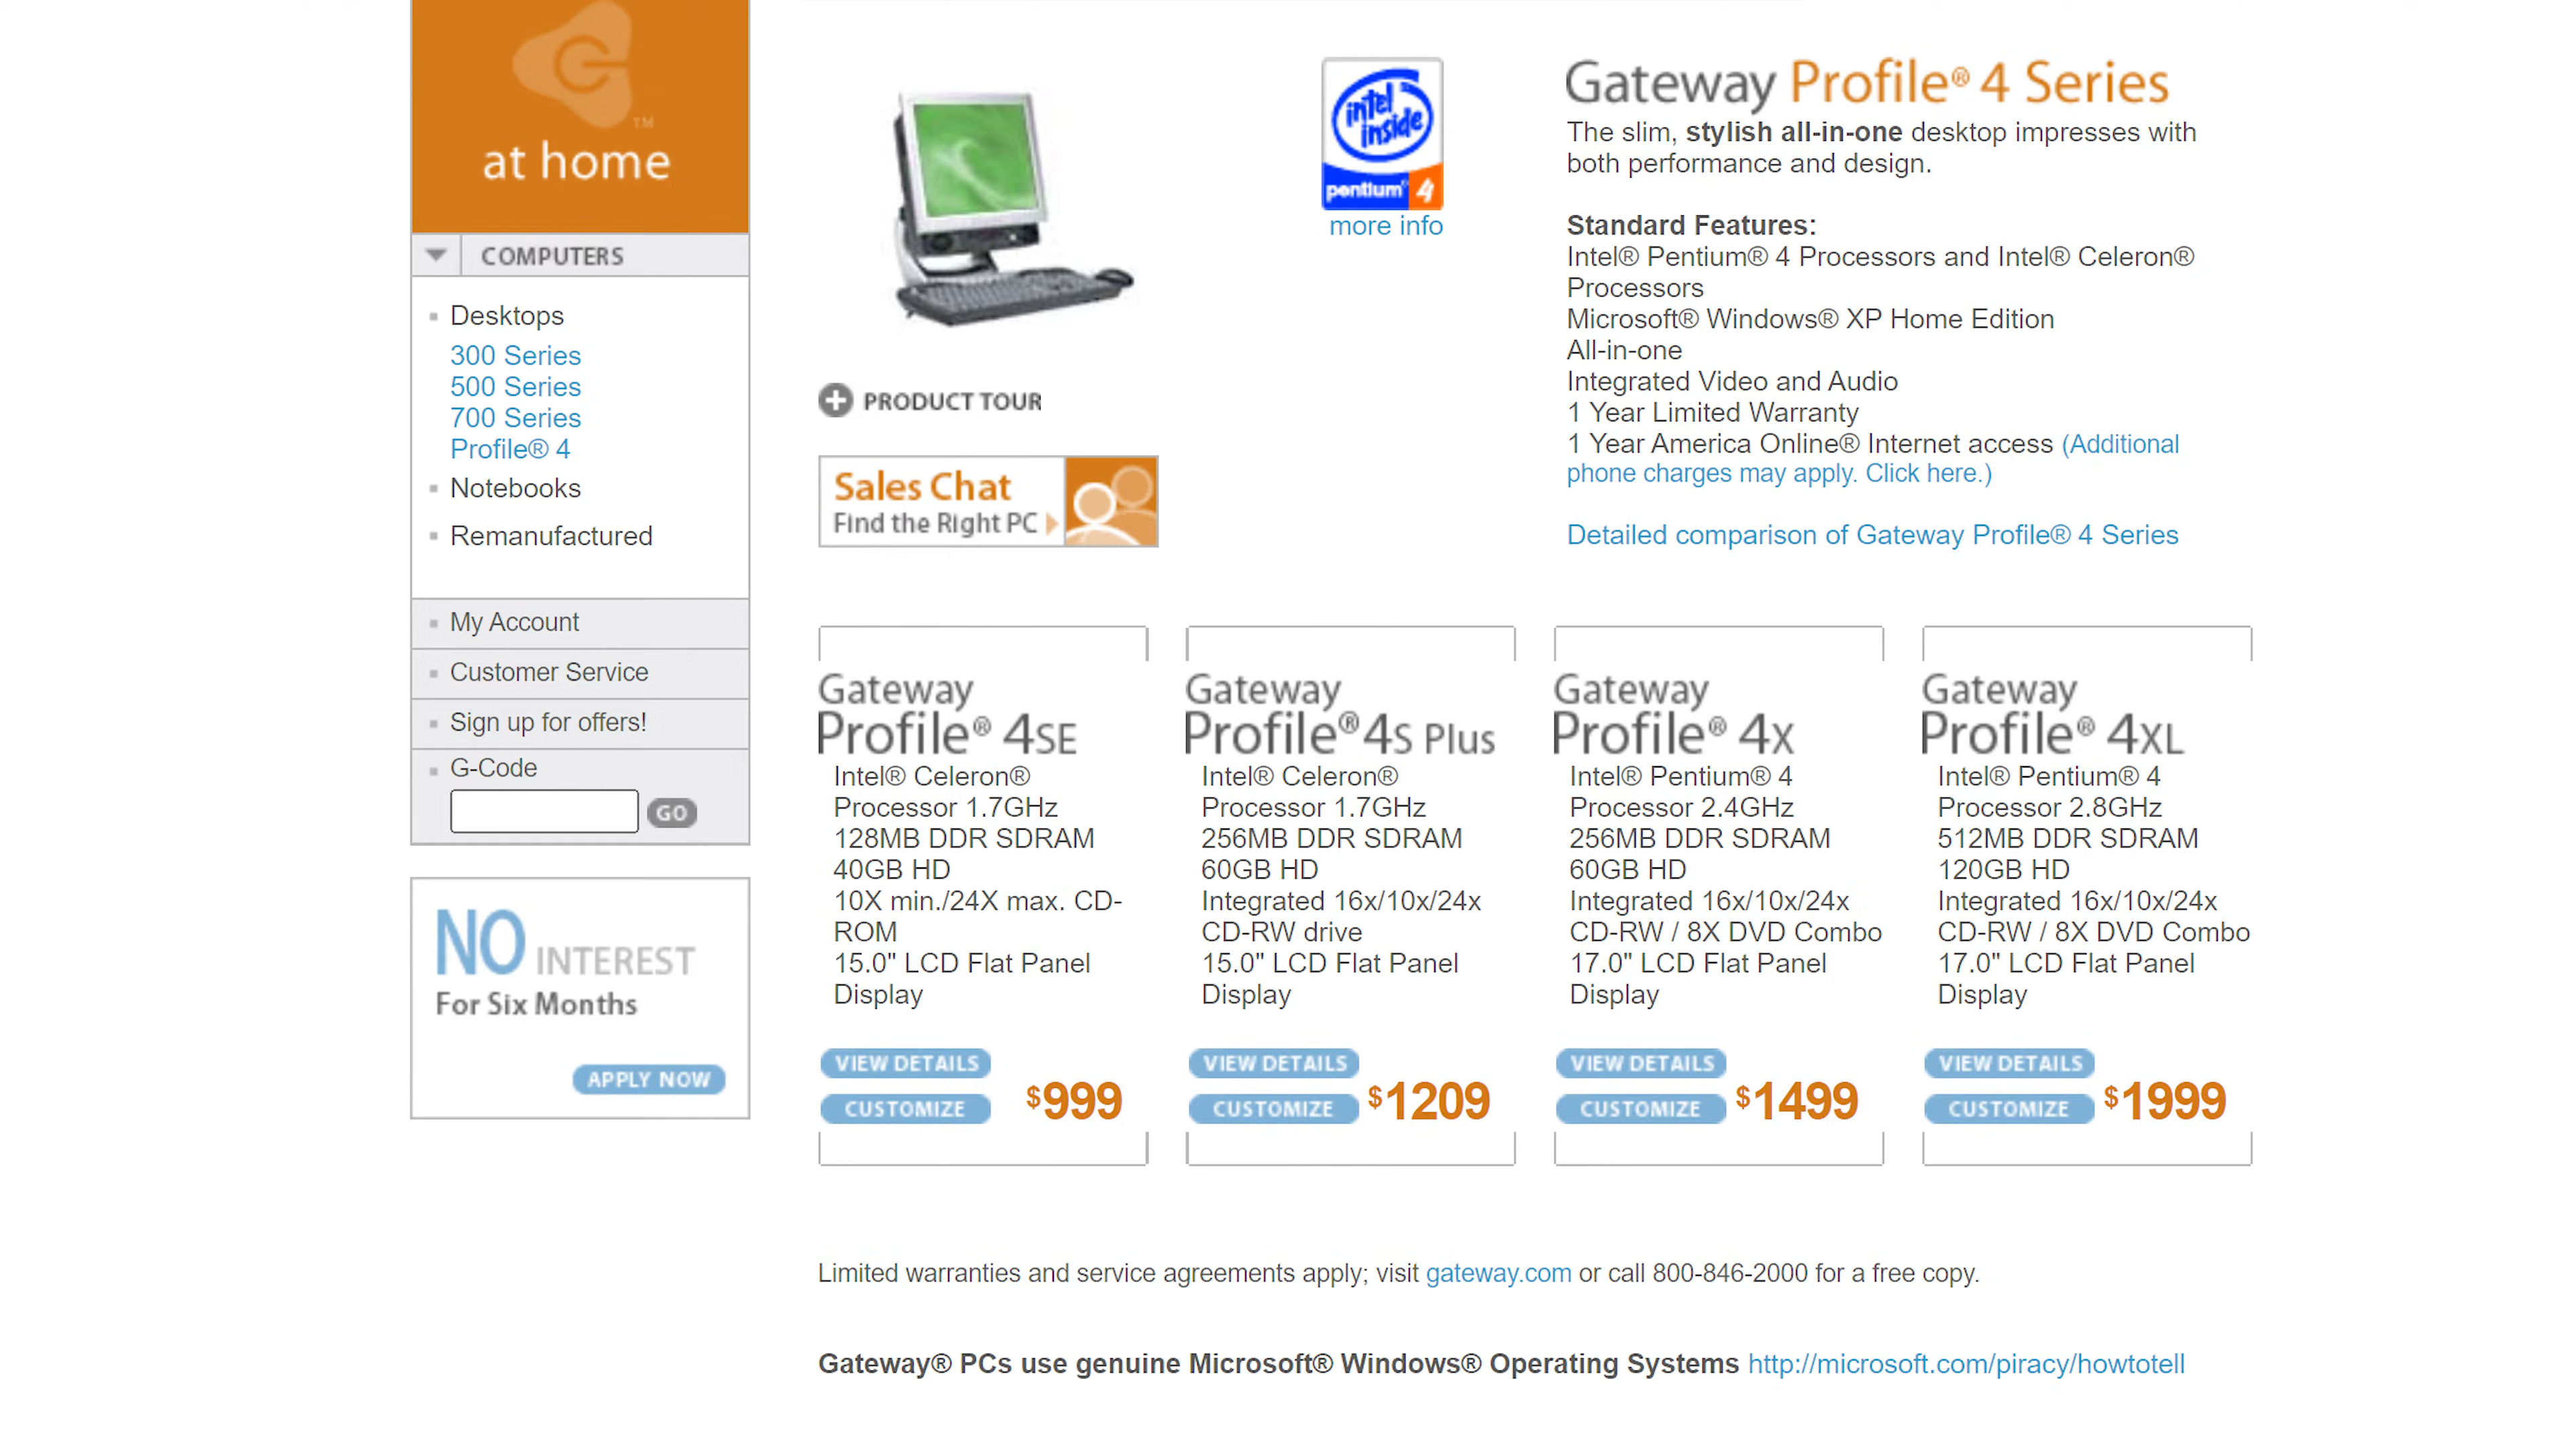 TM
at home
COMPUTERS
Desktops
300 Series
500 Series
700 Series
Profile® 4
Notebooks
Remanufactured
My Account
Customer Service
Sign up for offers!
G-Code
GO
NO INTEREST
For Six Months
APPLY NOW
PRODUCT TOUR
Sales Chat
Find the Right PC
intel
inside
pentium® 4
more info
Gateway Profile® 4 Series
The slim, stylish all-in-one desktop impresses with
both performance and design.
Standard Features:
Intel® Pentium® 4 Processors and Intel® Celeron®
Processors
Microsoft® Windows® XP Home Edition
All-in-one
Integrated Video and Audio
1 Year Limited Warranty
1 Year America Online® Internet access (Additional
phone charges may apply. Click here.)
Detailed comparison of Gateway Profile® 4 Series
Gateway
Profile® 4SE
Intel® Celeron®
Processor 1.7GHz
128MB DDR SDRAM
40GB HD
10X min./24X max. CD-
ROM
15.0" LCD Flat Panel
Display
VIEW DETAILS
CUSTOMIZE
$999
Gateway
Profile® 4S Plus
Intel® Celeron®
Processor 1.7GHz
256MB DDR SDRAM
60GB HD
Integrated 16x/10x/24x
CD-RW drive
15.0" LCD Flat Panel
Display
VIEW DETAILS
CUSTOMIZE
$1209
Gateway
Profile® 4X
Intel® Pentium® 4
Processor 2.4GHz
256MB DDR SDRAM
60GB HD
Integrated 16x/10x/24x
CD-RW / 8X DVD Combo
17.0" LCD Flat Panel
Display
VIEW DETAILS
CUSTOMIZE
$1499
Gateway
Profile® 4XL
Intel® Pentium® 4
Processor 2.8GHz
512MB DDR SDRAM
120GB HD
Integrated 16x/10x/24x
CD-RW / 8X DVD Combo
17.0" LCD Flat Panel
Display
VIEW DETAILS
CUSTOMIZE
$1999
Limited warranties and service agreements apply; visit gateway.com or call 800-846-2000 for a free copy.
Gateway® PCs use genuine Microsoft® Windows® Operating Systems http://microsoft.com/piracy/howtotell